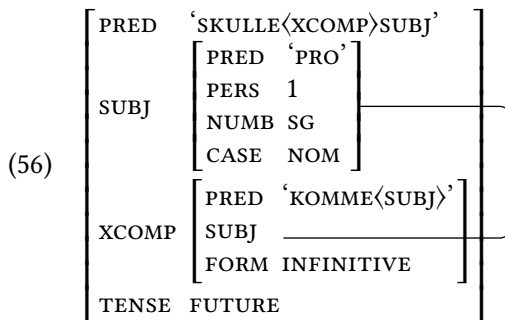 PRED ‘SKULLE⟨XCOMP⟩SUBJ’
PRED ‘PRO’
PERS 1
SUBJ
NUMB SG
CASE NOM
(56)
PRED ‘KOMME⟨SUBJ⟩’
XCOMP SUBJ
FORM INFINITIVE
TENSE FUTURE